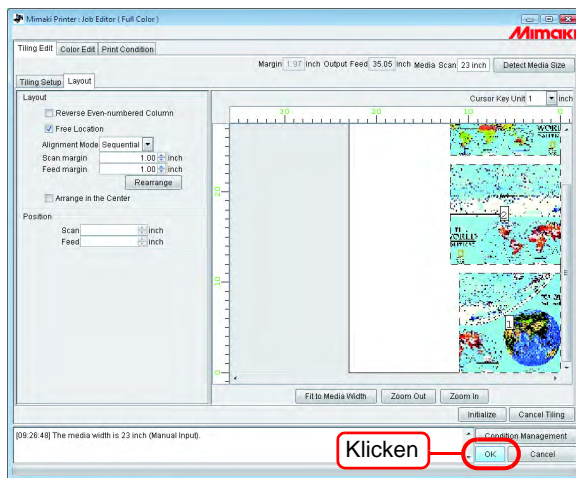 Mimaki Printer : Job Editor ( Full Color )
Mimaki
Tiling Edit Color Edit Print Condition
Margin 1.97 inch Output Feed 35.05 inch Media Scan 23 inch Detect Media Size
Tiling Setup Layout
Layout
Cursor Key Unit 1 inch
Reverse Even-numbered Column
30 20 10 0
Free Location
Alignment Mode Sequential
Scan margin 1.00 inch
Feed margin 1.00 inch
Rearrange
Arrange in the Center
Position
Scan inch
Feed inch
20
10
0
WORL
2
WORLD
1
Fit to Media Width Zoom Out Zoom In
Initialize Cancel Tiling
[09:26:48] The media width is 23 inch (Manual Input).
Condition Management
Klicken
OK Cancel